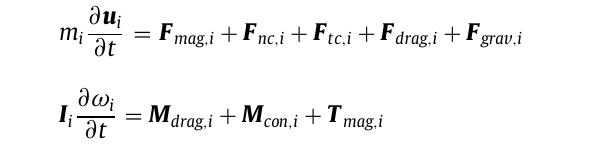 m_i ∂u_i/∂t = F_mag,i + F_nc,i + F_tc,i + F_drag,i + F_grav,i
I_i ∂ω_i/∂t = M_drag,i + M_con,i + T_mag,i